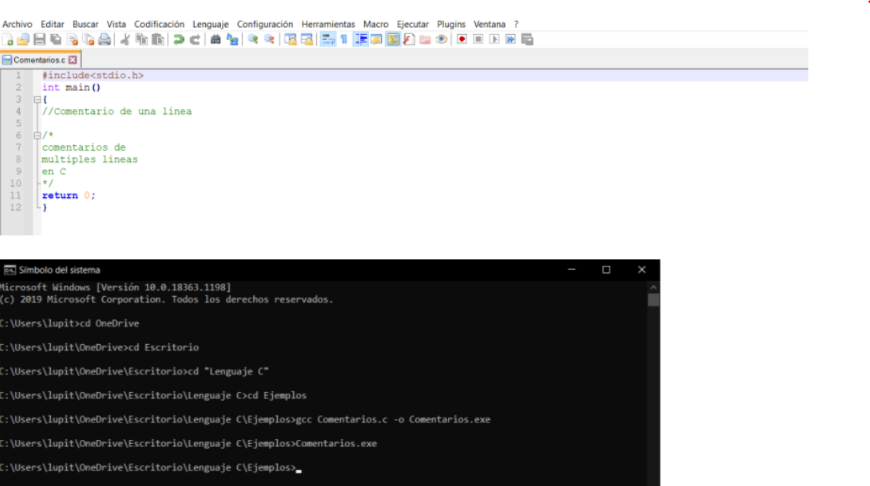 Archivo Editar Buscar Vista Codificación Lenguaje Configuración Herramientas Macro Ejecutar Plugins Ventana ?
Comentarios.c
1 #include<stdio.h>
2 int main()
3 {
4 //Comentario de una linea
5
6 /*
7 comentarios de
8 multiples lineas
9 en C
10 */
11 return 0;
12 }
Símbolo del sistema
Microsoft Windows [Versión 10.0.18363.1198]
(c) 2019 Microsoft Corporation. Todos los derechos reservados.
C:\Users\lupit>cd OneDrive
C:\Users\lupit\OneDrive>cd Escritorio
C:\Users\lupit\OneDrive\Escritorio>cd "Lenguaje C"
C:\Users\lupit\OneDrive\Escritorio\Lenguaje C>cd Ejemplos
C:\Users\lupit\OneDrive\Escritorio\Lenguaje C\Ejemplos>gcc Comentarios.c -o Comentarios.exe
C:\Users\lupit\OneDrive\Escritorio\Lenguaje C\Ejemplos>Comentarios.exe
C:\Users\lupit\OneDrive\Escritorio\Lenguaje C\Ejemplos>